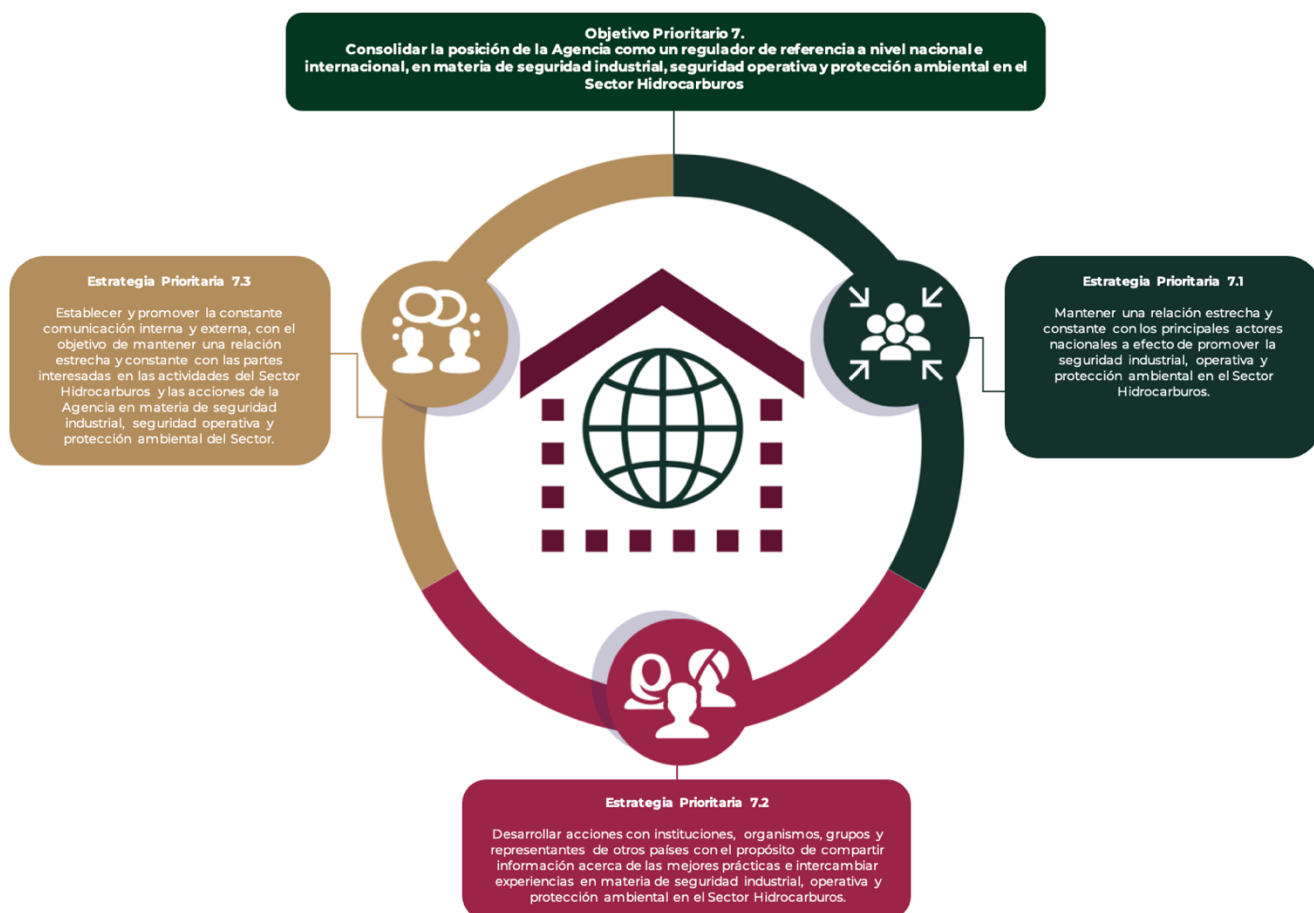 Objetivo Prioritario 7.
Consolidar la posición de la Agencia como un regulador de referencia a nivel nacional e
internacional, en materia de seguridad industrial, seguridad operativa y protección ambiental en el
Sector Hidrocarburos
Estrategia Prioritaria 7.3
Establecer y promover la constante
comunicación interna y externa, con el
objetivo de mantener una relación
estrecha y constante con las partes
interesadas en las actividades del Sector
Hidrocarburos y las acciones de la
Agencia en materia de seguridad
industrial, seguridad operativa y
protección ambiental del Sector.
Estrategia Prioritaria 7.1
Mantener una relación estrecha y
constante con los principales actores
nacionales a efecto de promover la
seguridad industrial, operativa y
protección ambiental en el Sector
Hidrocarburos.
Estrategia Prioritaria 7.2
Desarrollar acciones con instituciones, organismos, grupos y
representantes de otros países con el propósito de compartir
información acerca de las mejores prácticas e intercambiar
experiencias en materia de seguridad industrial, operativa y
protección ambiental en el Sector Hidrocarburos.